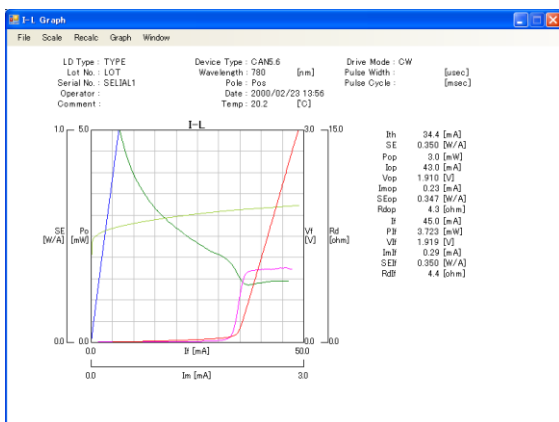 I-L Graph
File Scale Recalc Graph Window
LD Type : TYPE Device Type : CAN5.6 Drive Mode : CW
Lot No. : LOT Wavelength : 780 [nm] Pulse Width : [usec]
Serial No. : SELIAL1 Pole : Pos Pulse Cycle : [msec]
Operator : Date : 2000/02/23 13:56
Comment : Temp : 20.2 [℃]
I-L
1.0 5.0 3.0 15.0
Ith 34.4 [mA]
SE 0.350 [W/A]
Pop 3.0 [mW]
Iop 43.0 [mA]
Vop 1.910 [V]
Imop 0.23 [mA]
SEop 0.347 [W/A]
Rdop 4.3 [ohm]
If 45.0 [mA]
PIf 3.723 [mW]
VIf 1.919 [V]
ImIf 0.29 [mA]
SEIf 0.350 [W/A]
RdIf 4.4 [ohm]
SE Po Vf Rd
[W/A] [mW] [V] [ohm]
0.0 0.0 0.0 0.0
0.0 If [mA] 50.0
0.0 Im [mA] 3.0